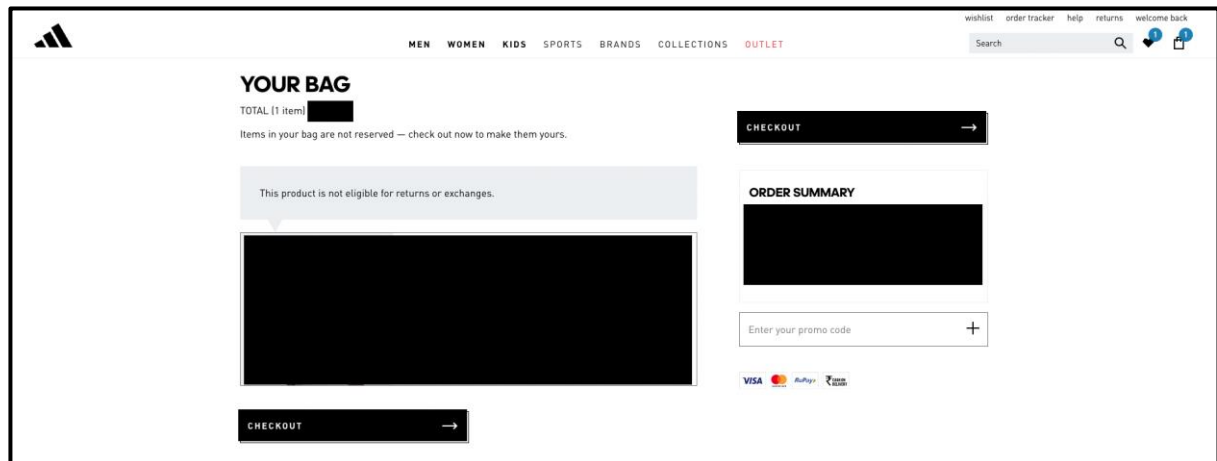 wishlist order tracker help returns welcome back
MEN WOMEN KIDS SPORTS BRANDS COLLECTIONS OUTLET
Search
1
1
YOUR BAG
TOTAL (1 item)
Items in your bag are not reserved — check out now to make them yours.
This product is not eligible for returns or exchanges.
CHECKOUT
CHECKOUT
ORDER SUMMARY
Enter your promo code
VISA RuPay